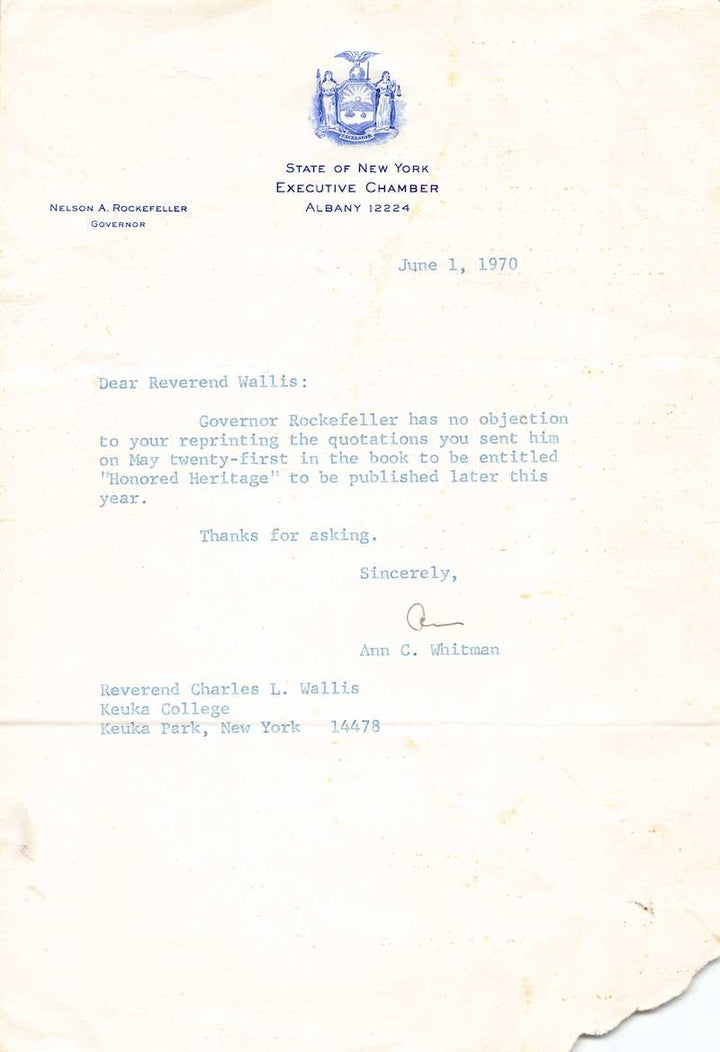 EXCELSIOR
STATE OF NEW YORK
EXECUTIVE CHAMBER
ALBANY 12224
NELSON A. ROCKEFELLER
GOVERNOR
June 1, 1970
Dear Reverend Wallis:
Governor Rockefeller has no objection
to your reprinting the quotations you sent him
on May twenty-first in the book to be entitled
"Honored Heritage" to be published later this
year.
Thanks for asking.
Sincerely,
Ann
Ann C. Whitman
Reverend Charles L. Wallis
Keuka College
Keuka Park, New York 14478